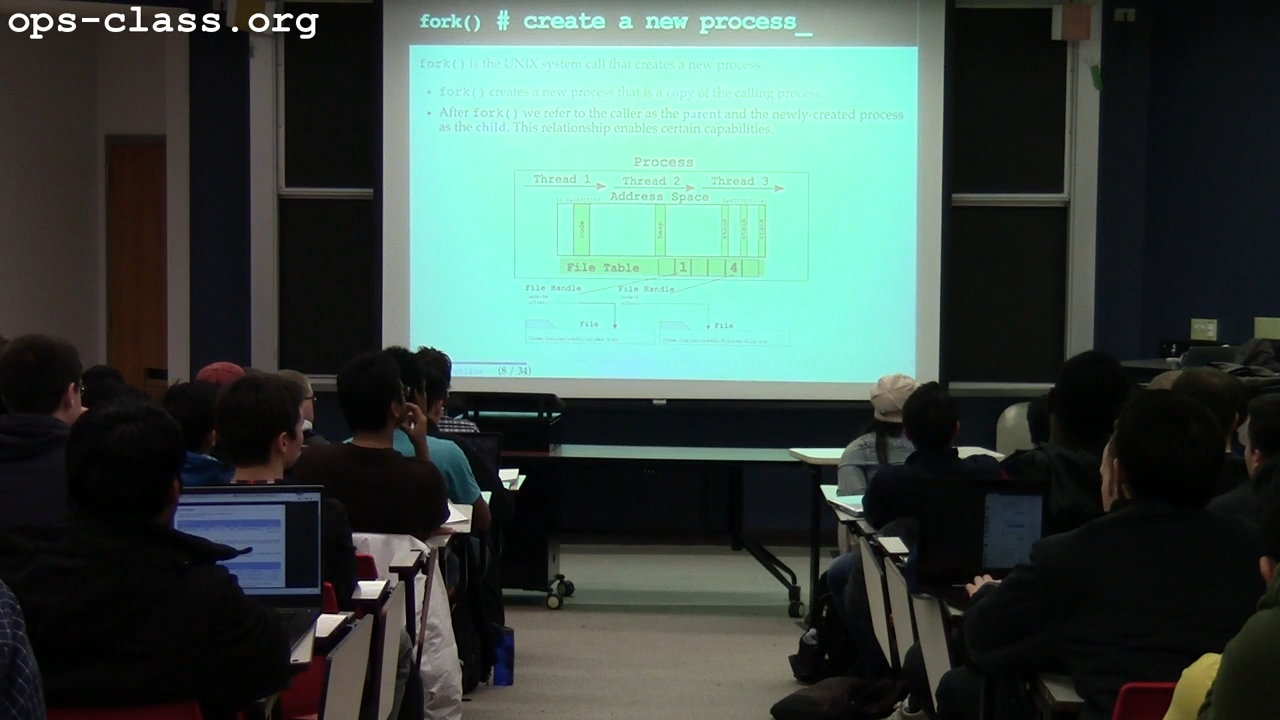 ops-class.org
fork() # create a new process_
fork() is the UNIX system call that creates a new process.
• fork() creates a new process that is a copy of the calling process.
• After fork() we refer to the caller as the parent and the newly-created process
as the child. This relationship enables certain capabilities.
Process
Thread 1 Thread 2 Thread 3
Address Space
code heap stack stack stack
File Table 1 4
File Handle File Handle
File File
(8 / 34)